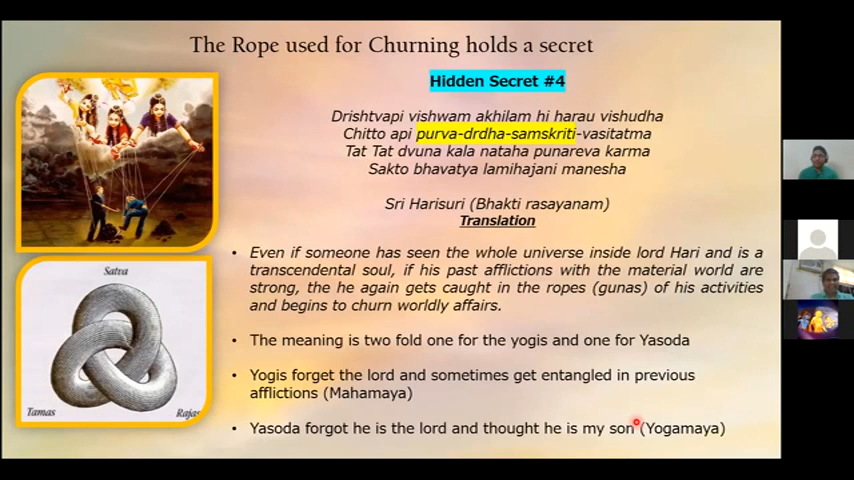 The Rope used for Churning holds a secret
Hidden Secret #4
Drishtvapi vishwam akhilam hi harau vishudha
Chitto api purva-drdha-samskriti-vasitatma
Tat Tat dvuna kala nataha punareva karma
Sakto bhavatya lamihajani manesha
Sri Harisuri (Bhakti rasayanam)
Translation
• Even if someone has seen the whole universe inside lord Hari and is a
transcendental soul, if his past afflictions with the material world are
strong, the he again gets caught in the ropes (gunas) of his activities
and begins to churn worldly affairs.
• The meaning is two fold one for the yogis and one for Yasoda
• Yogis forget the lord and sometimes get entangled in previous
afflictions (Mahamaya)
• Yasoda forgot he is the lord and thought he is my son (Yogamaya)
Satva
Tamas
Rajas